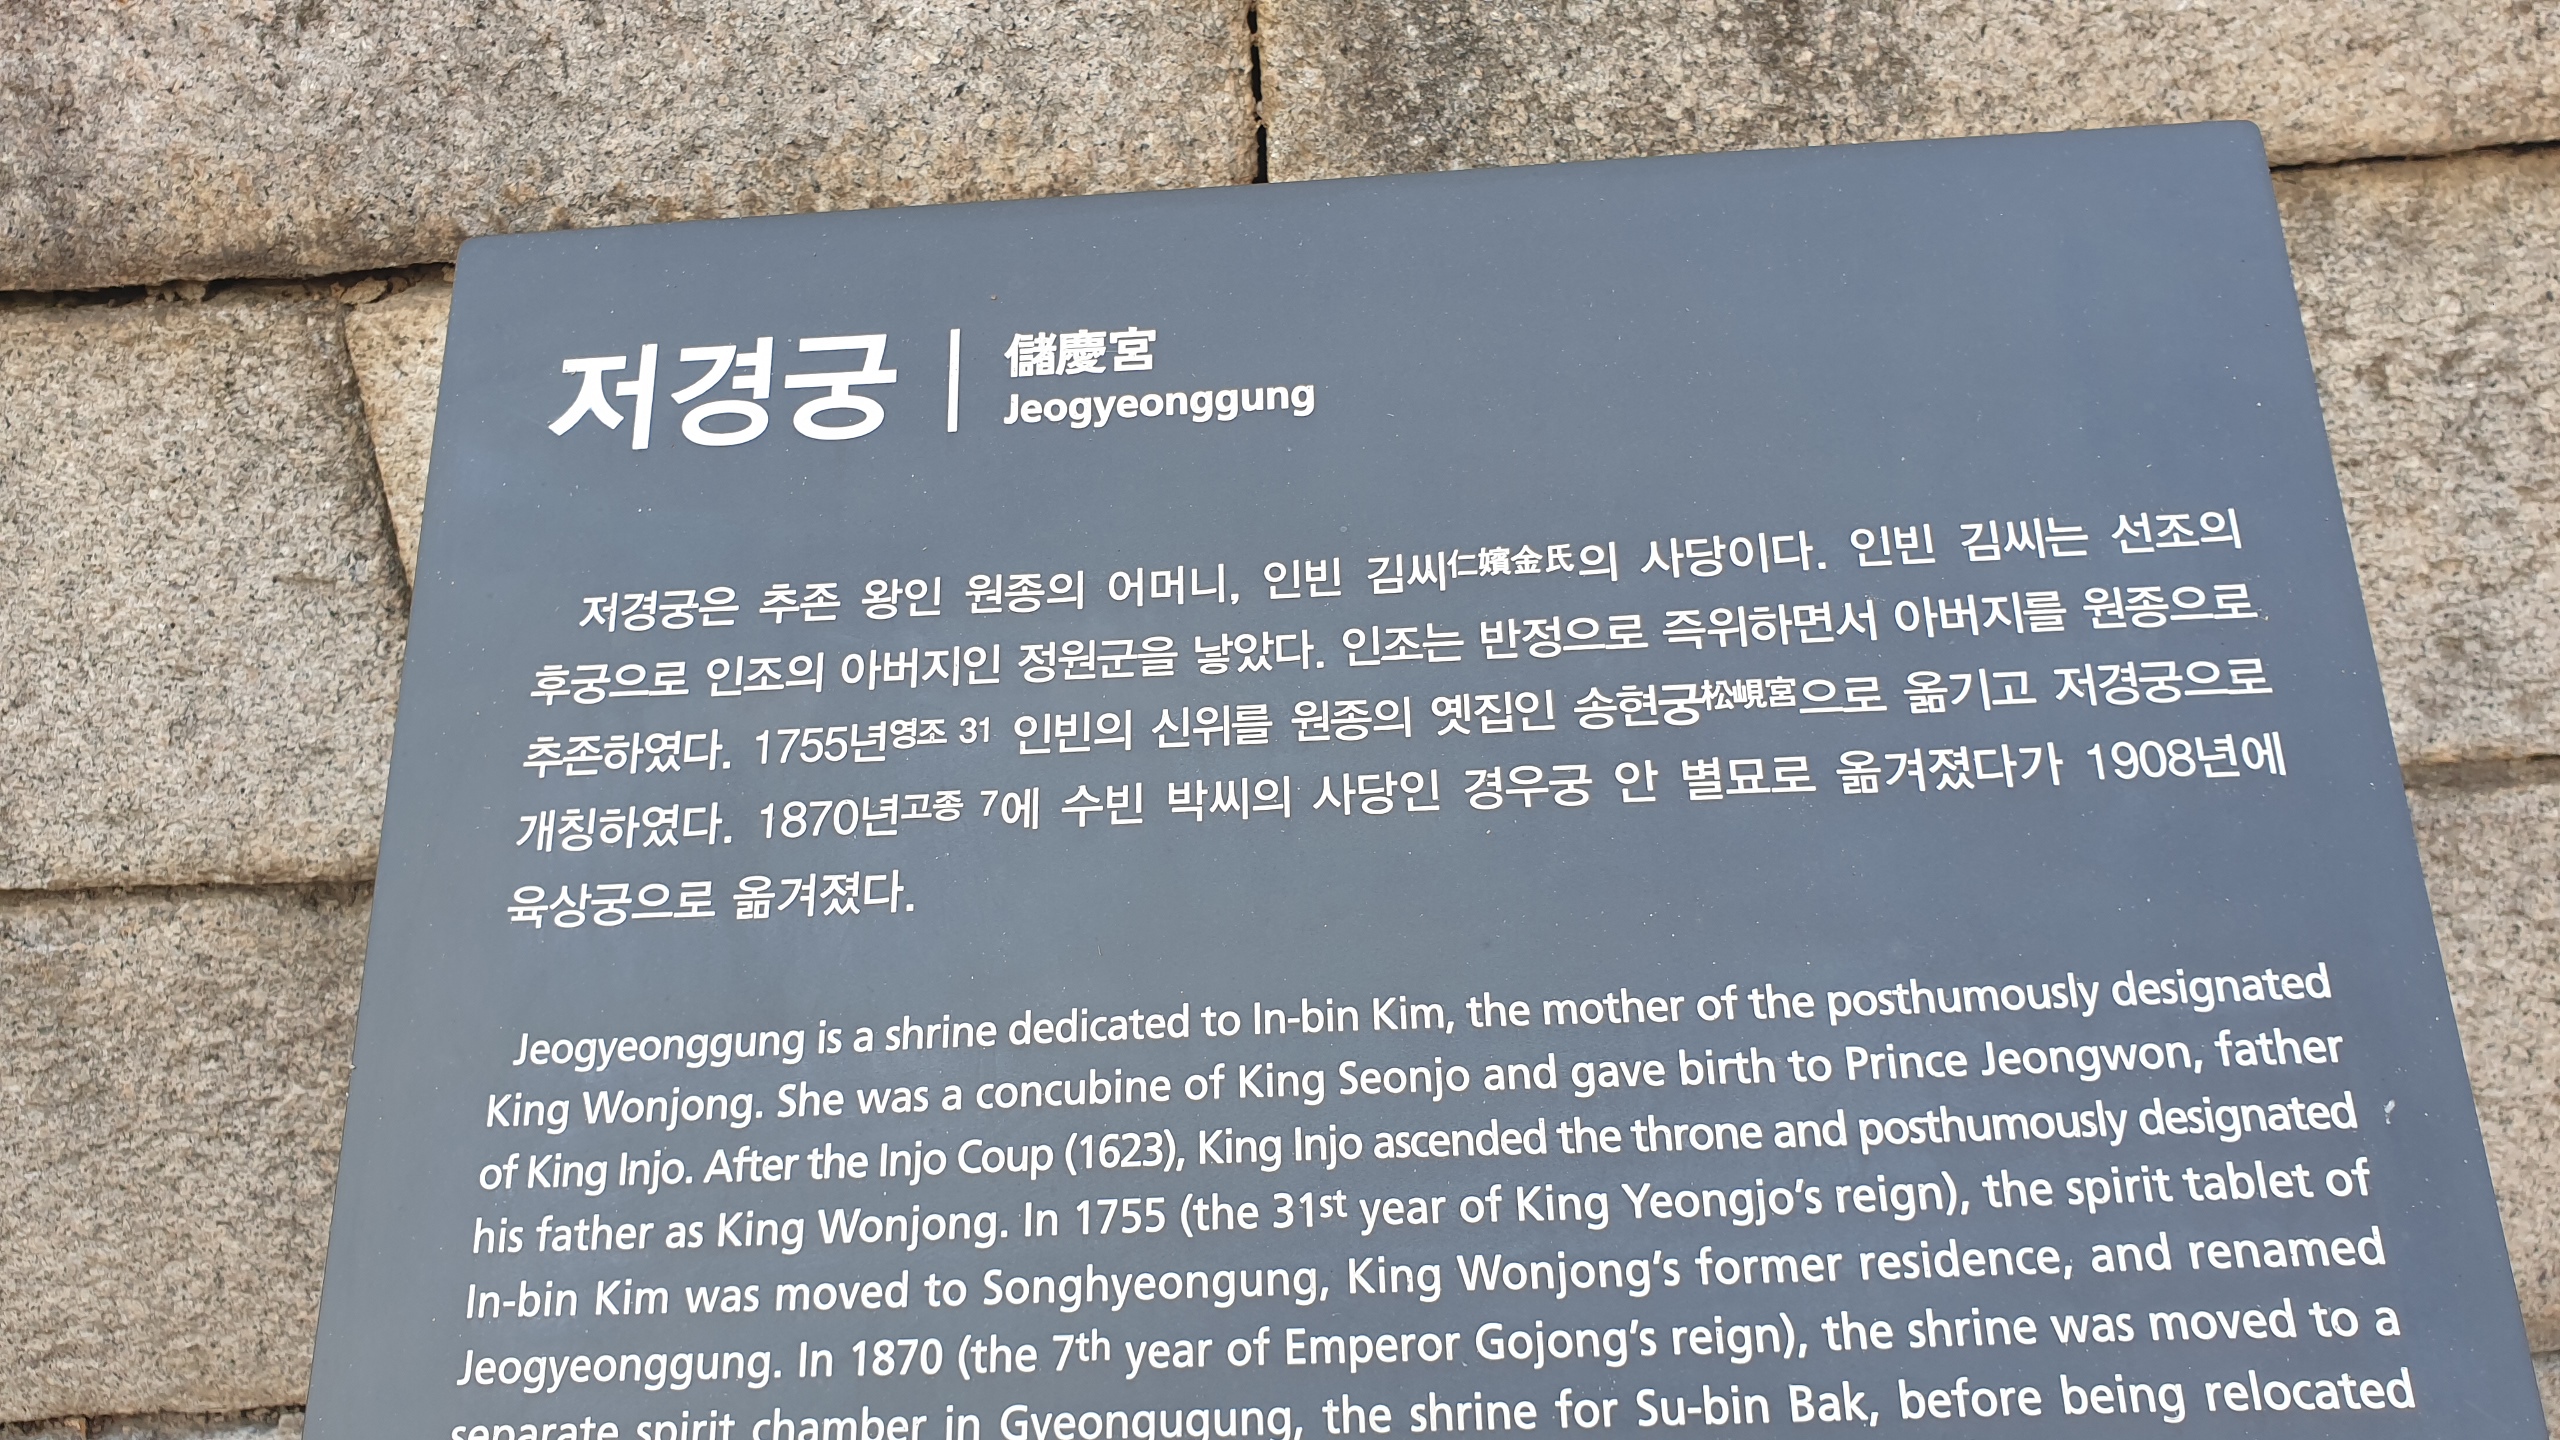 저경궁
儲慶宮
Jeogyeonggung
저경궁은 추존 왕인 원종의 어머니, 인빈 김씨仁嬪金氏의 사당이다. 인빈 김씨는 선조의
후궁으로 인조의 아버지인 정원군을 낳았다. 인조는 반정으로 즉위하면서 아버지를 원종으로
추존하였다. 1755년영조 31 인빈의 신위를 원종의 옛집인 송현궁松峴宮으로 옮기고 저경궁으로
개칭하였다. 1870년고종 7에 수빈 박씨의 사당인 경우궁 안 별묘로 옮겨졌다가 1908년에
육상궁으로 옮겨졌다.
Jeogyeonggung is a shrine dedicated to In-bin Kim, the mother of the posthumously designated
King Wonjong. She was a concubine of King Seonjo and gave birth to Prince Jeongwon, father
of King Injo. After the Injo Coup (1623), King Injo ascended the throne and posthumously designated
his father as King Wonjong. In 1755 (the 31st year of King Yeongjo's reign), the spirit tablet of
In-bin Kim was moved to Songhyeongung, King Wonjong's former residence, and renamed
Jeogyeonggung. In 1870 (the 7th year of Emperor Gojong's reign), the shrine was moved to a
separate spirit chamber in Gyeongugung, the shrine for Su-bin Bak, before being relocated